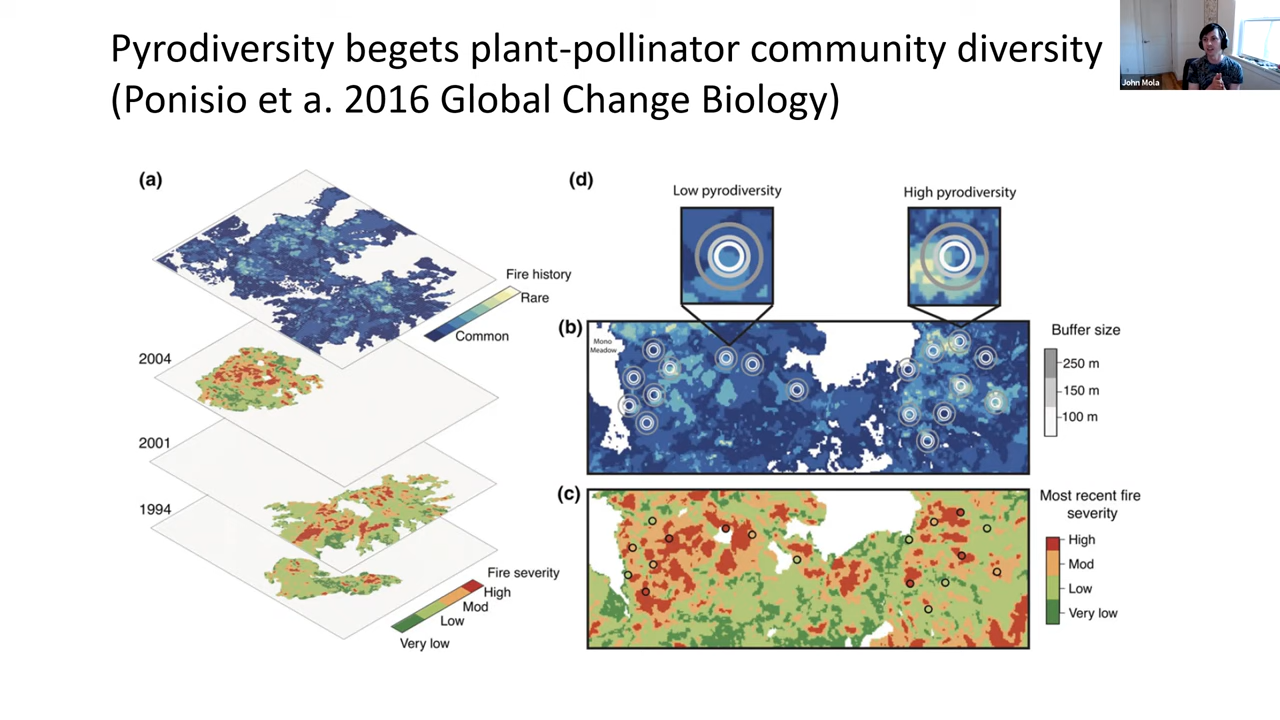 Pyrodiversity begets plant-pollinator community diversity
(Ponisio et a. 2016 Global Change Biology)
John Mola
(a)
Fire history
Rare
Common
2004
2001
1994
Fire severity
High
Mod
Low
Very low
(d)
Low pyrodiversity
High pyrodiversity
(b)
Mono
Meadow
Buffer size
250 m
150 m
100 m
(c)
Most recent fire
severity
High
Mod
Low
Very low